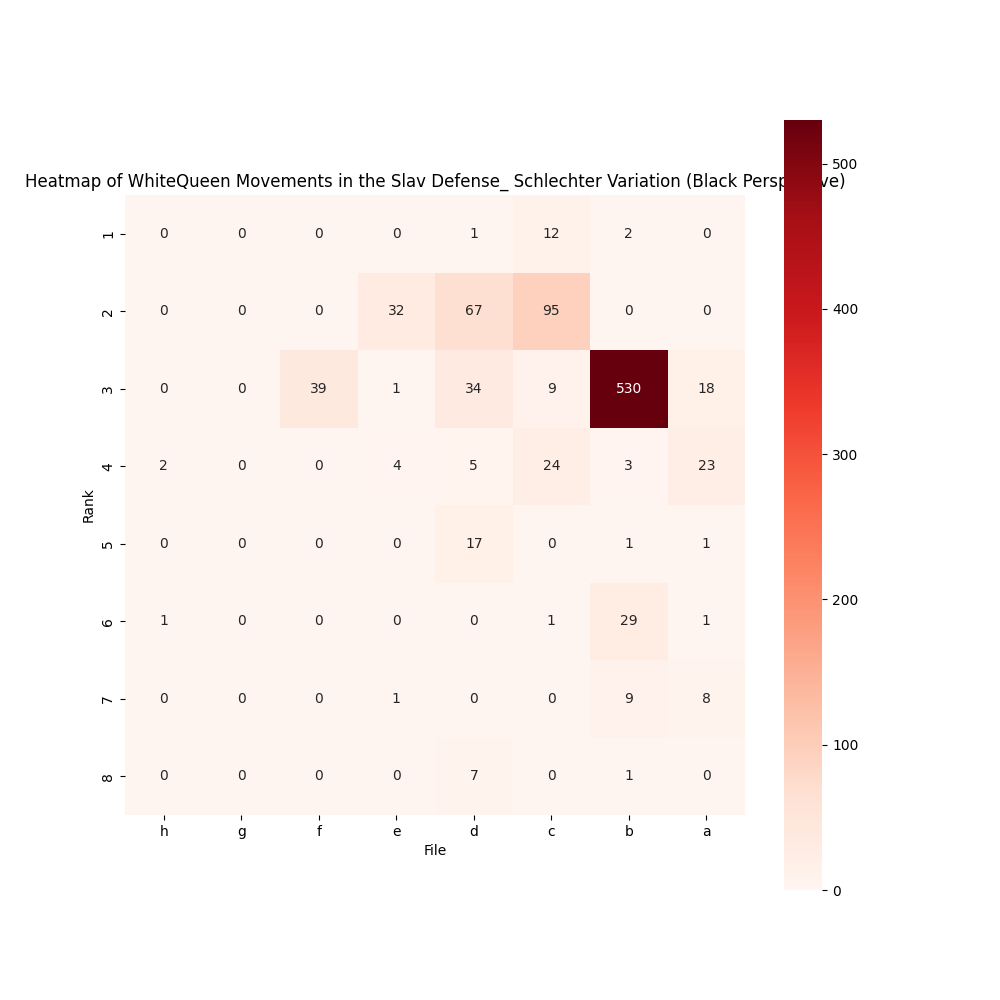 Heatmap of WhiteQueen Movements in the Slav Defense_ Schlechter Variation (Black Persp ve)
500
1 0 0 0 0 1 12 2 0
2 0 0 0 32 67 95 0 0
400
3 0 0 39 1 34 9 530 18
300
4 2 0 0 4 5 24 3 23
Rank
5 0 0 0 0 17 0 1 1
200
6 1 0 0 0 0 1 29 1
7 0 0 0 1 0 0 9 8
100
8 0 0 0 0 7 0 1 0
h g f e d c b a
File
0